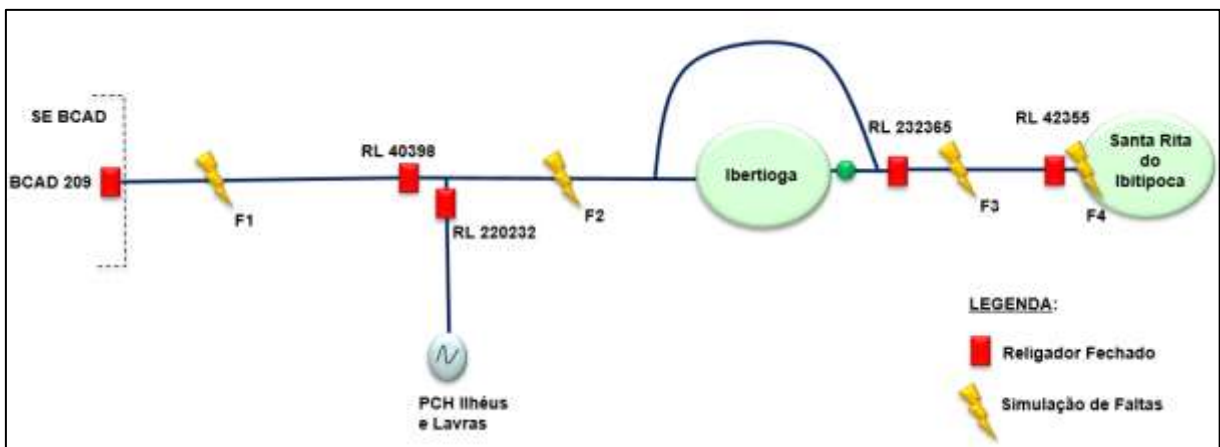 SE BCAD
BCAD 209
F1
RL 40398
RL 220232
F2
PCH Ilhéus
e Lavras
Ibertioga
RL 232365
F3
RL 42355
F4
Santa Rita
do
Ibitipoca
LEGENDA:
Religador Fechado
Simulação de Faltas